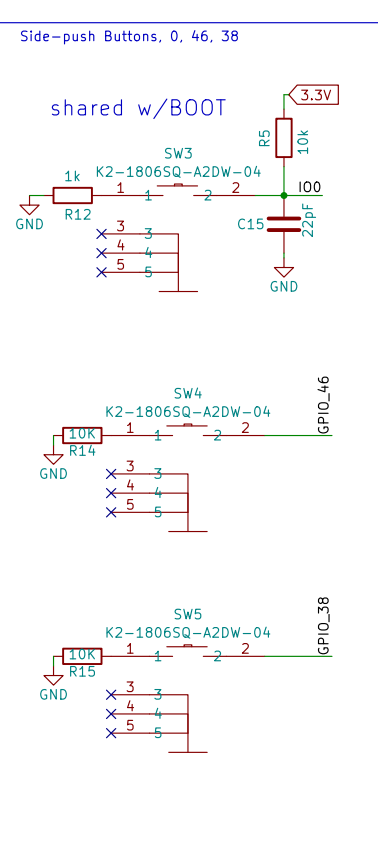 Side-push Buttons, 0, 46, 38
3.3V
shared w/BOOT
R5
10k
SW3
K2-1806SQ-A2DW-04
1k
1
1
2
2
IO0
R12
GND
C15
22pF
3
3
4
4
5
5
GND
SW4
K2-1806SQ-A2DW-04
GPIO_46
10K
1
1
2
2
R14
GND
3
3
4
4
5
5
SW5
K2-1806SQ-A2DW-04
GPIO_38
10K
1
1
2
2
R15
GND
3
3
4
4
5
5